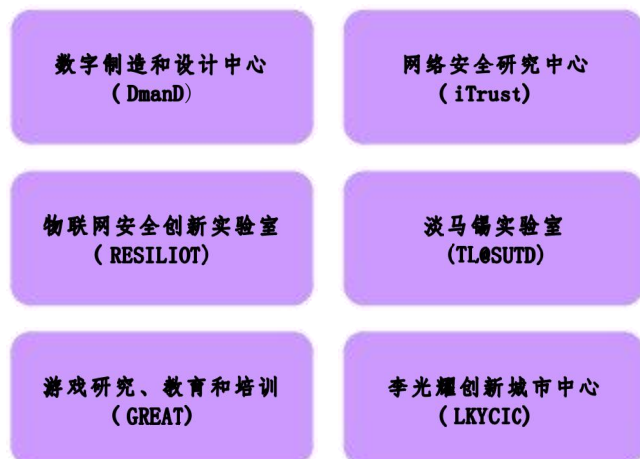 数字制造和设计中心
(DmanD)
网络安全研究中心
(iTrust)
物联网安全创新实验室
(RESILIOT)
淡马锡实验室
(TL@SUTD)
游戏研究、教育和培训
(GREAT)
李光耀创新城市中心
(LKYCIC)